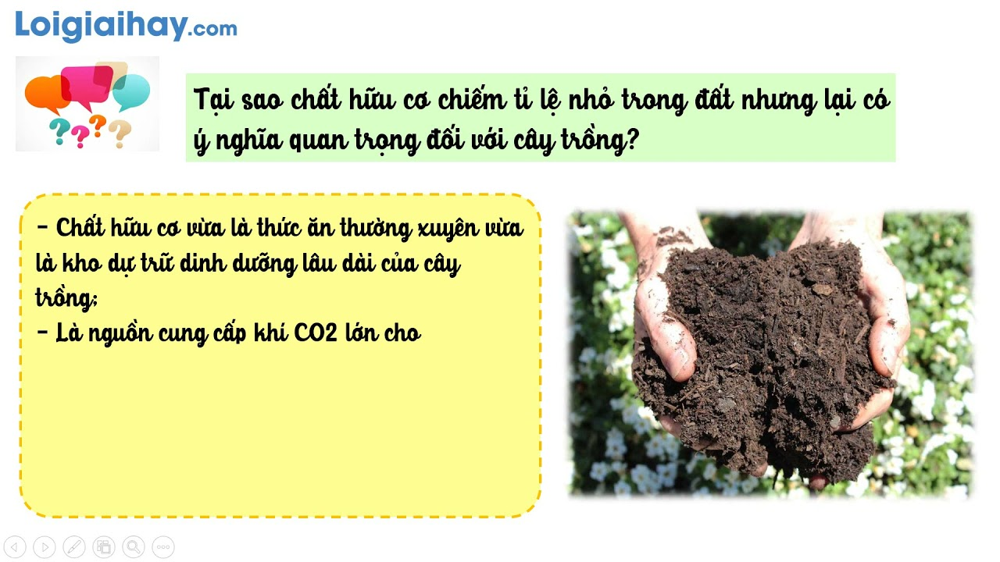 Loigiaihay.com
Tại sao chất hữu cơ chiếm tỉ lệ nhỏ trong đất nhưng lại có
ý nghĩa quan trọng đối với cây trồng?
- Chất hữu cơ vừa là thức ăn thường xuyên vừa
là kho dự trữ dinh dưỡng lâu dài của cây
trồng;
- Là nguồn cung cấp khí CO2 lớn cho